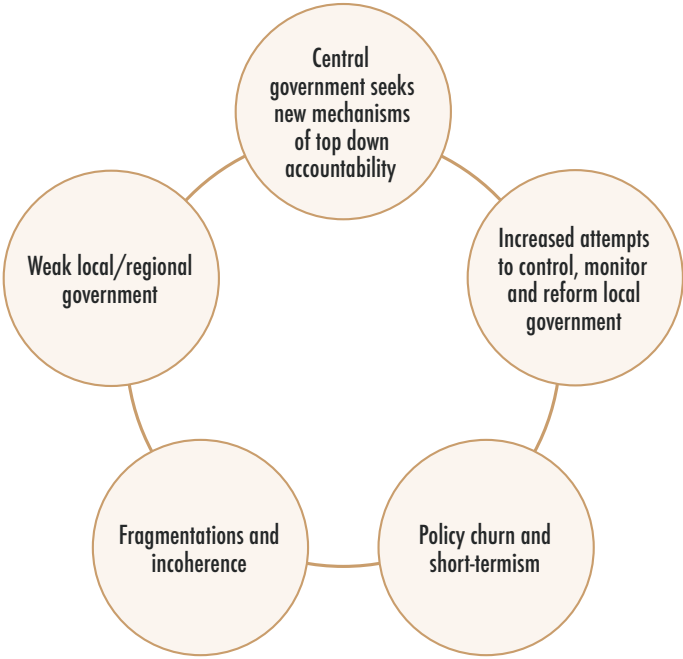 Central
government seeks
new mechanisms
of top down
accountability
Increased attempts
to control, monitor
and reform local
government
Policy churn and
short-termism
Fragmentations and
incoherence
Weak local/regional
government